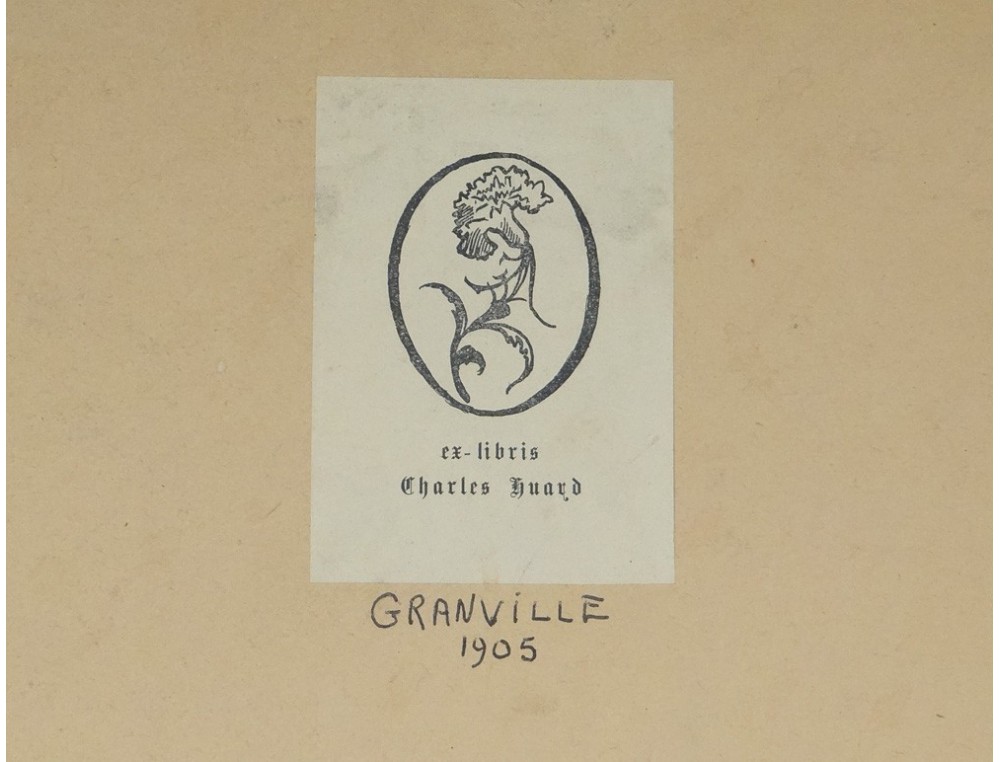 ex-libris
Charles Huard
GRANVILLE
1905